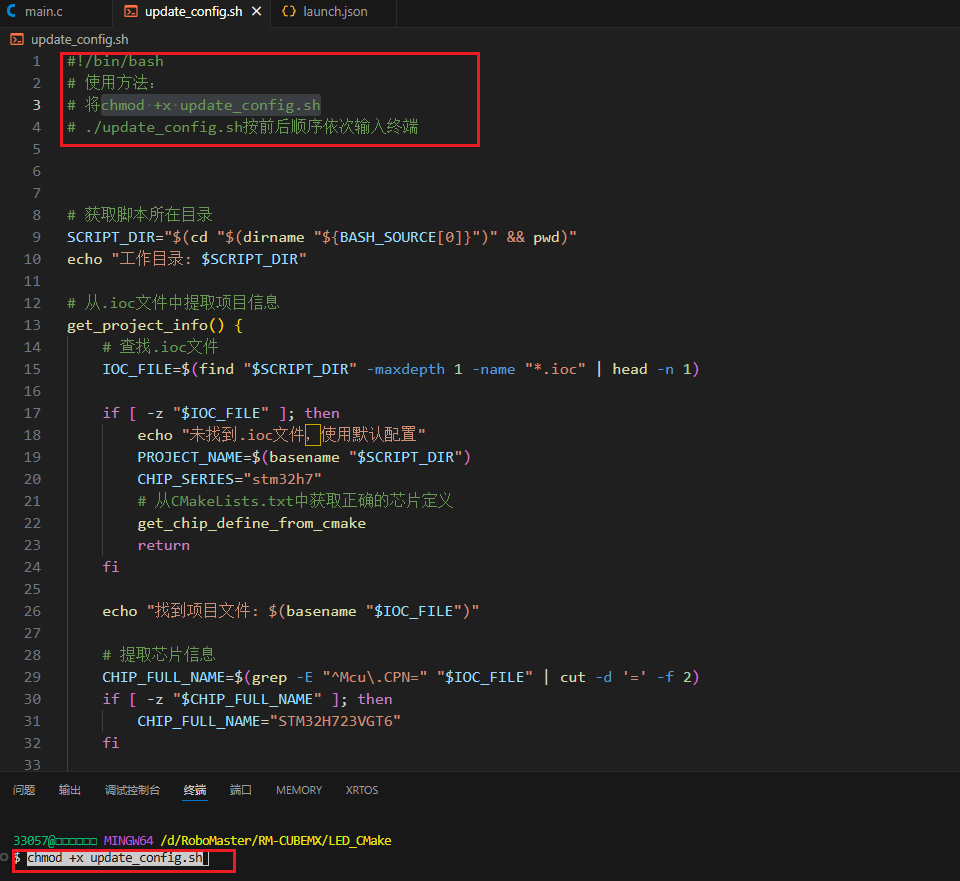 main.c update_config.sh launch.json
update_config.sh
1 #!/bin/bash
2 # 使用方法:
3 # 将chmod +x update_config.sh
4 # ./update_config.sh按前后顺序依次输入终端
5
6
7
8 # 获取脚本所在目录
9 SCRIPT_DIR="$(cd "$(dirname "${BASH_SOURCE[0]}")" && pwd)"
10 echo "工作目录: $SCRIPT_DIR"
11
12 # 从.ioc文件中提取项目信息
13 get_project_info() {
14 # 查找.ioc文件
15 IOC_FILE=$(find "$SCRIPT_DIR" -maxdepth 1 -name "*.ioc" | head -n 1)
16
17 if [ -z "$IOC_FILE" ]; then
18 echo "未找到.ioc文件，使用默认配置"
19 PROJECT_NAME=$(basename "$SCRIPT_DIR")
20 CHIP_SERIES="stm32h7"
21 # 从CMakeLists.txt中获取正确的芯片定义
22 get_chip_define_from_cmake
23 return
24 fi
25
26 echo "找到项目文件: $(basename "$IOC_FILE")"
27
28 # 提取芯片信息
29 CHIP_FULL_NAME=$(grep -E "^Mcu\.CPN=" "$IOC_FILE" | cut -d '=' -f 2)
30 if [ -z "$CHIP_FULL_NAME" ]; then
31 CHIP_FULL_NAME="STM32H723VGT6"
32 fi
33
问题 输出 调试控制台 终端 端口 MEMORY XRTOS
33057@□□□□□□ MINGW64 /d/RoboMaster/RM-CUBEMX/LED_CMake
$ chmod +x update_config.sh